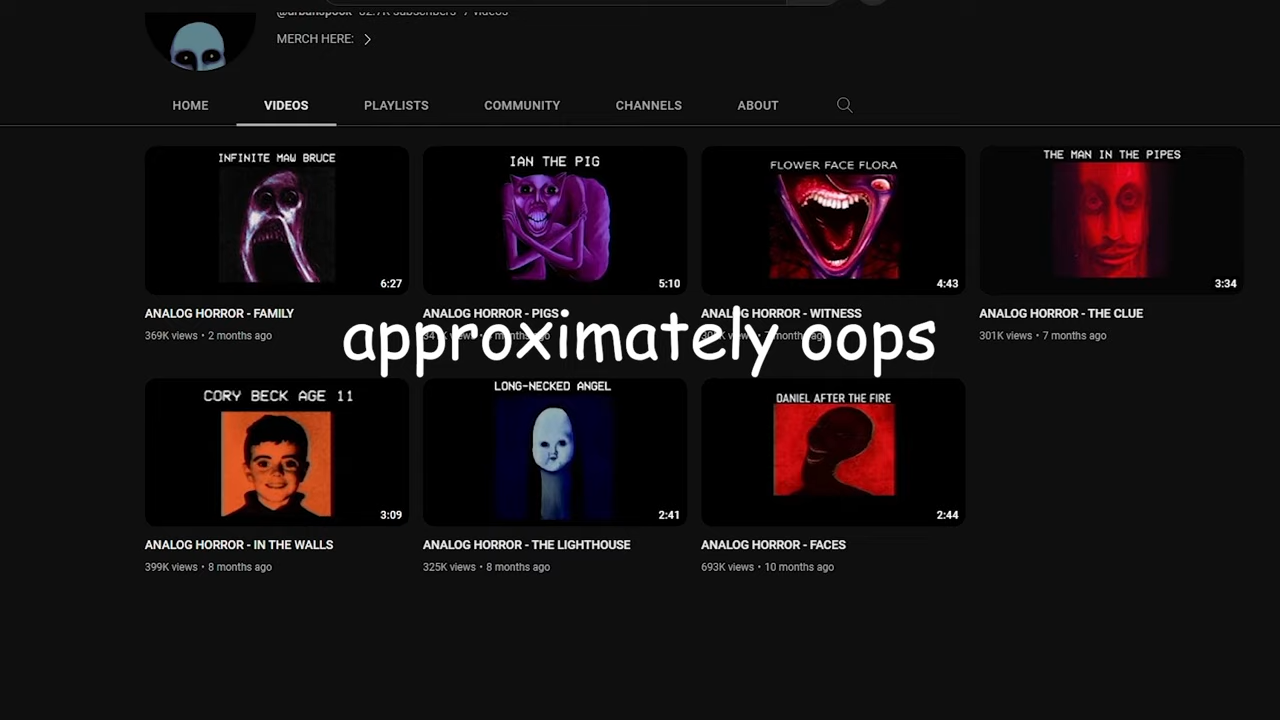 MERCH HERE:
HOME VIDEOS PLAYLISTS COMMUNITY CHANNELS ABOUT
INFINITE MAW BRUCE
6:27
IAN THE PIG
5:10
FLOWER FACE FLORA
4:43
THE MAN IN THE PIPES
3:34
ANALOG HORROR - FAMILY
369K views • 2 months ago
ANALOG HORROR - PIGS
ANALOG HORROR - WITNESS
ANALOG HORROR - THE CLUE
301K views • 7 months ago
approximately oops
CORY BECK AGE 11
3:09
LONG-NECKED ANGEL
2:41
DANIEL AFTER THE FIRE
2:44
ANALOG HORROR - IN THE WALLS
399K views • 8 months ago
ANALOG HORROR - THE LIGHTHOUSE
325K views • 8 months ago
ANALOG HORROR - FACES
693K views • 10 months ago